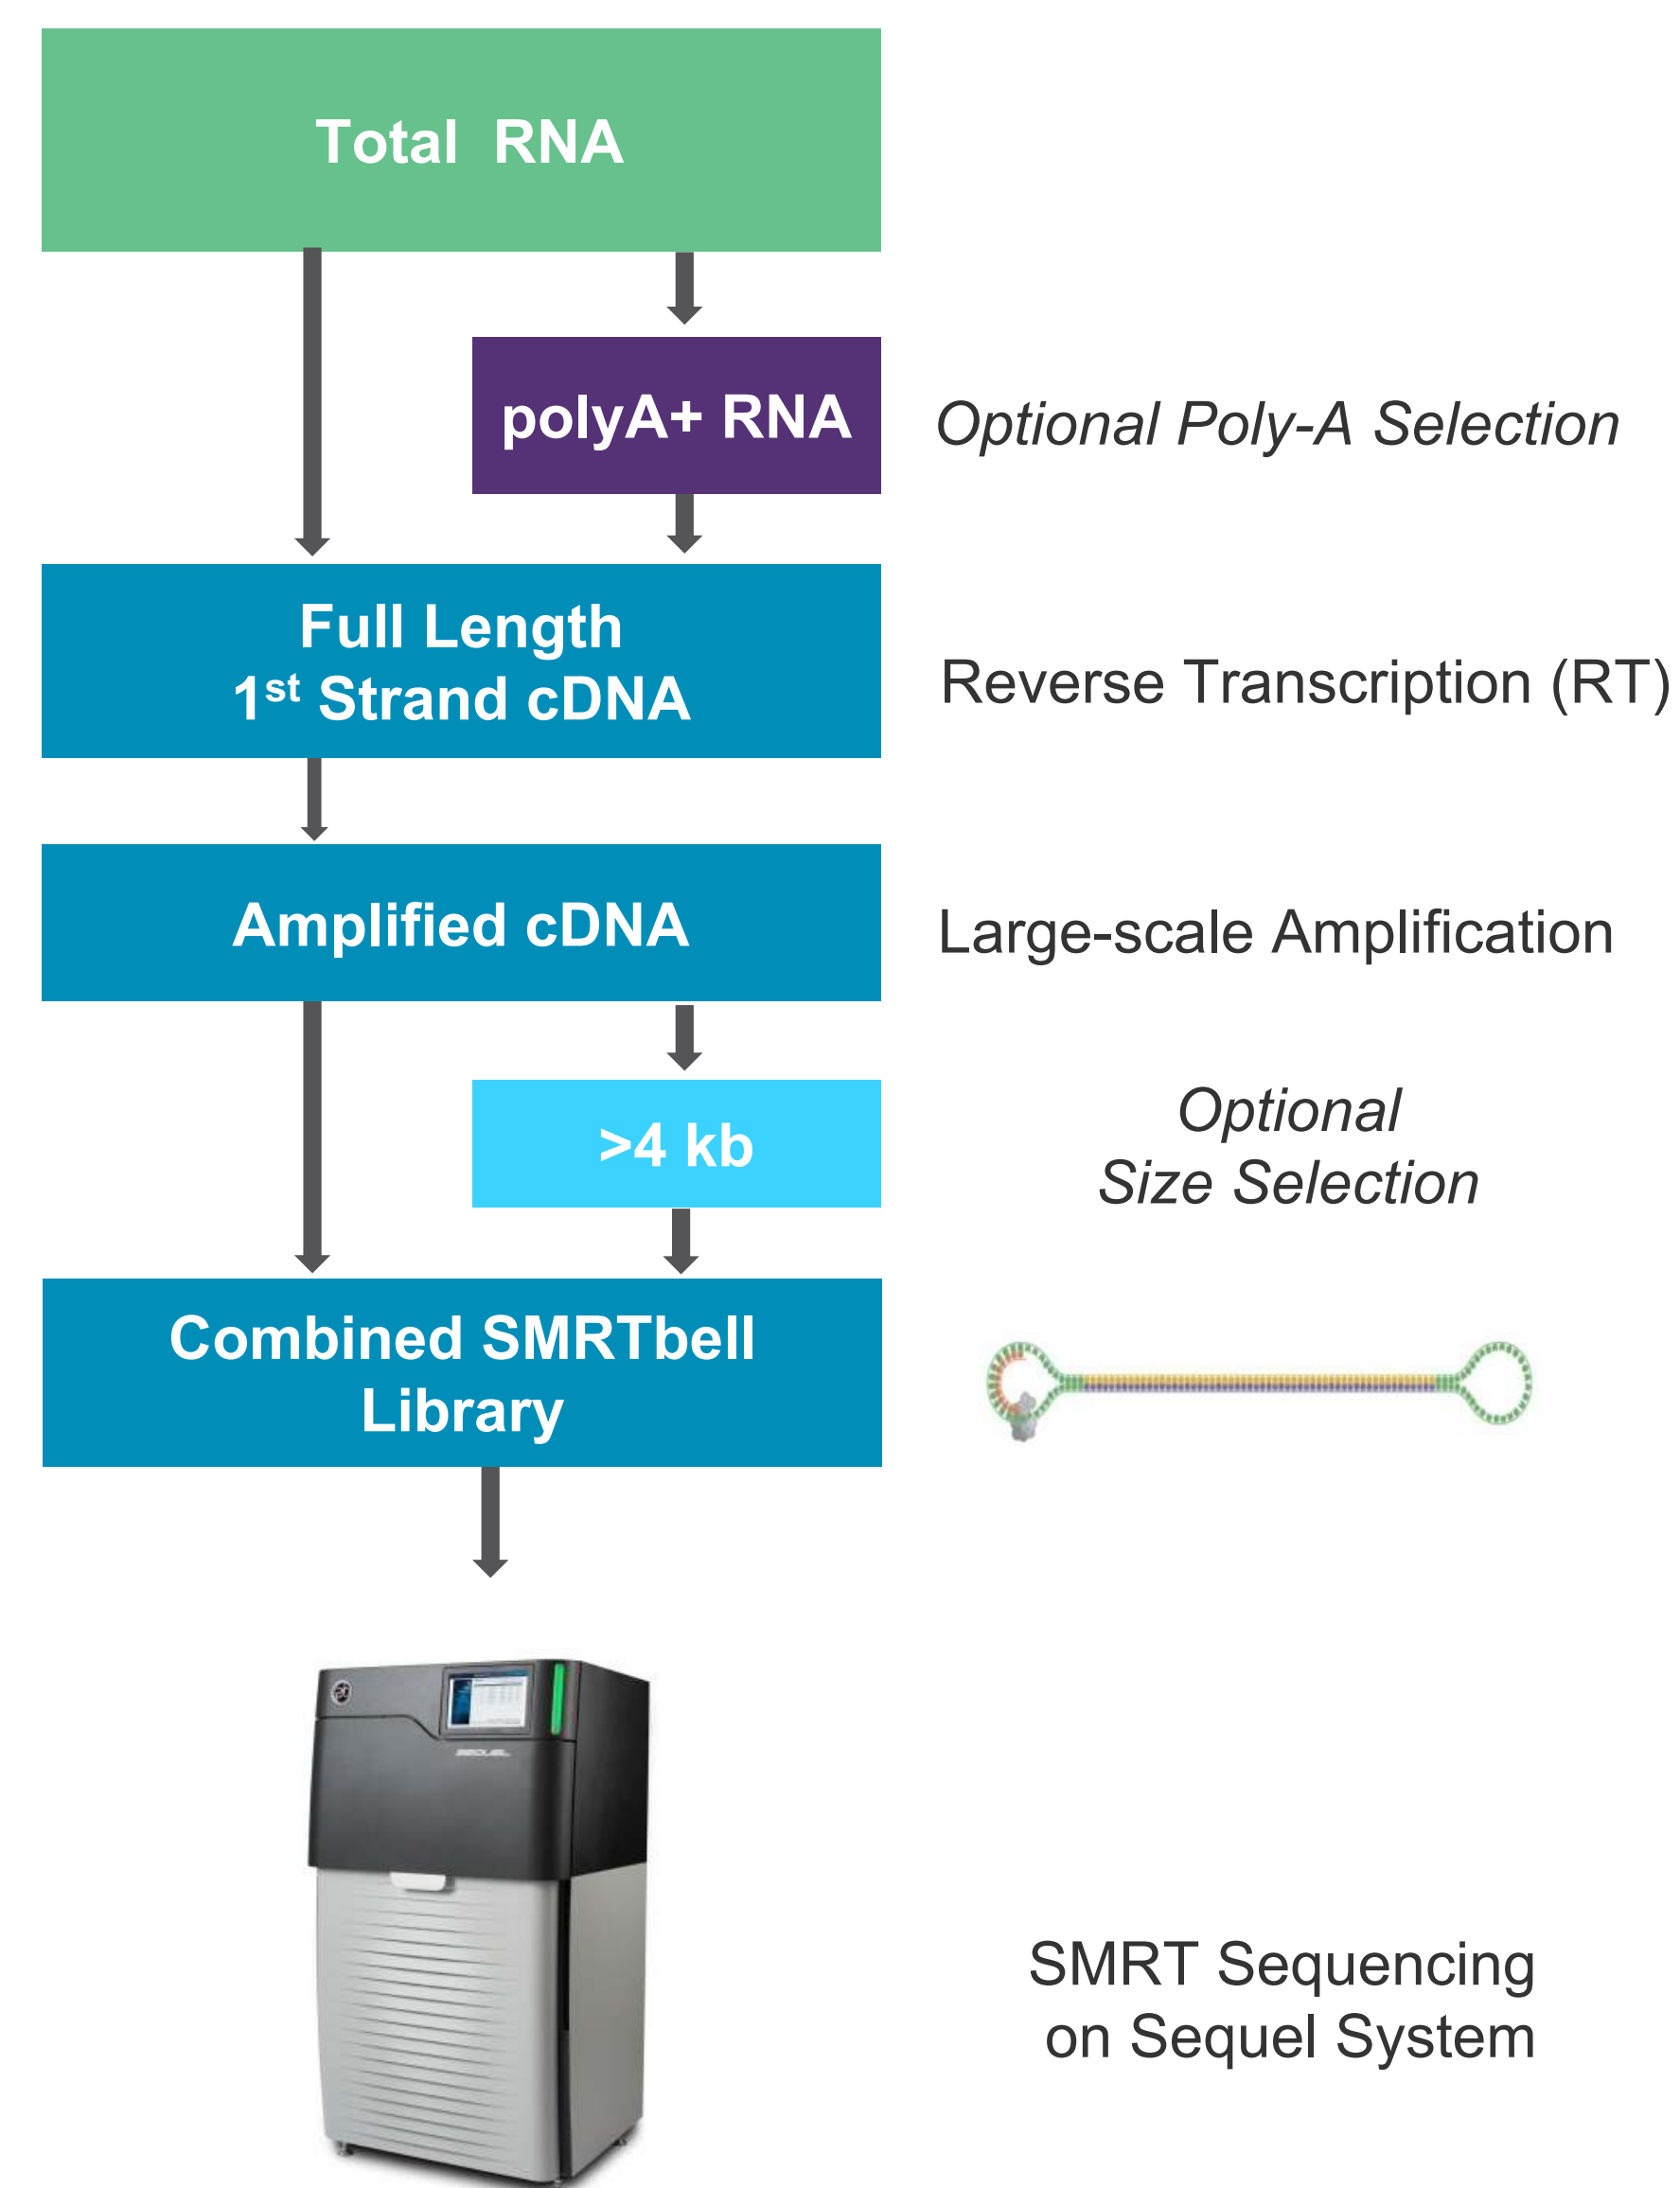 Total RNA
polyA+ RNA
Optional Poly-A Selection
Full Length
1st Strand cDNA
Reverse Transcription (RT)
Amplified cDNA
Large-scale Amplification
>4 kb
Optional
Size Selection
Combined SMRTbell
Library
SEQUEL
SMRT Sequencing
on Sequel System